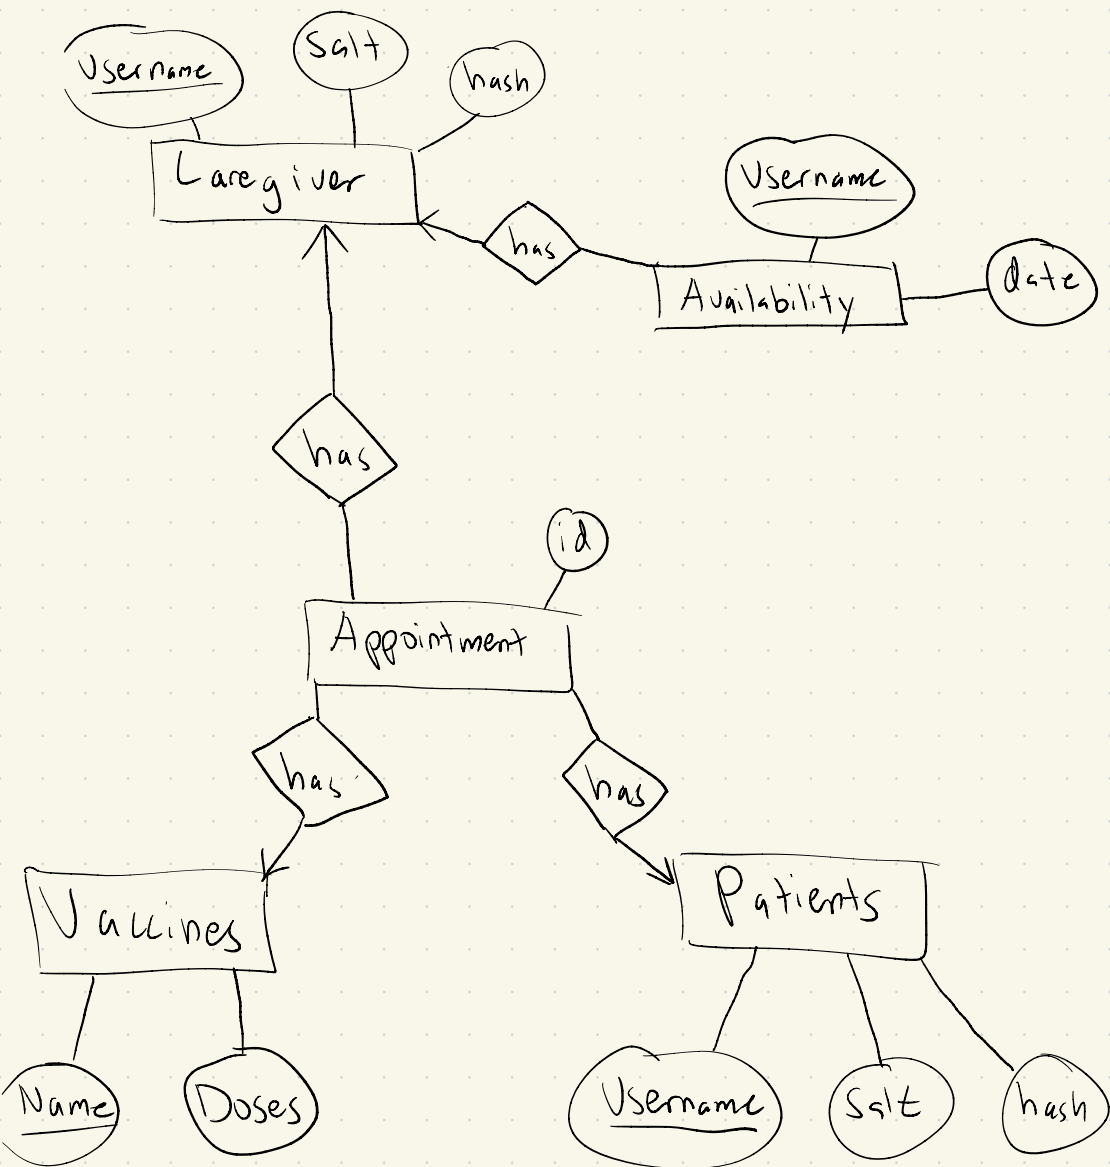 Username
Salt
hash
Caregiver
has
Username
Availability
date
has
id
Appointment
has
has
Vaccines
Patients
Name
Doses
Username
Salt
hash